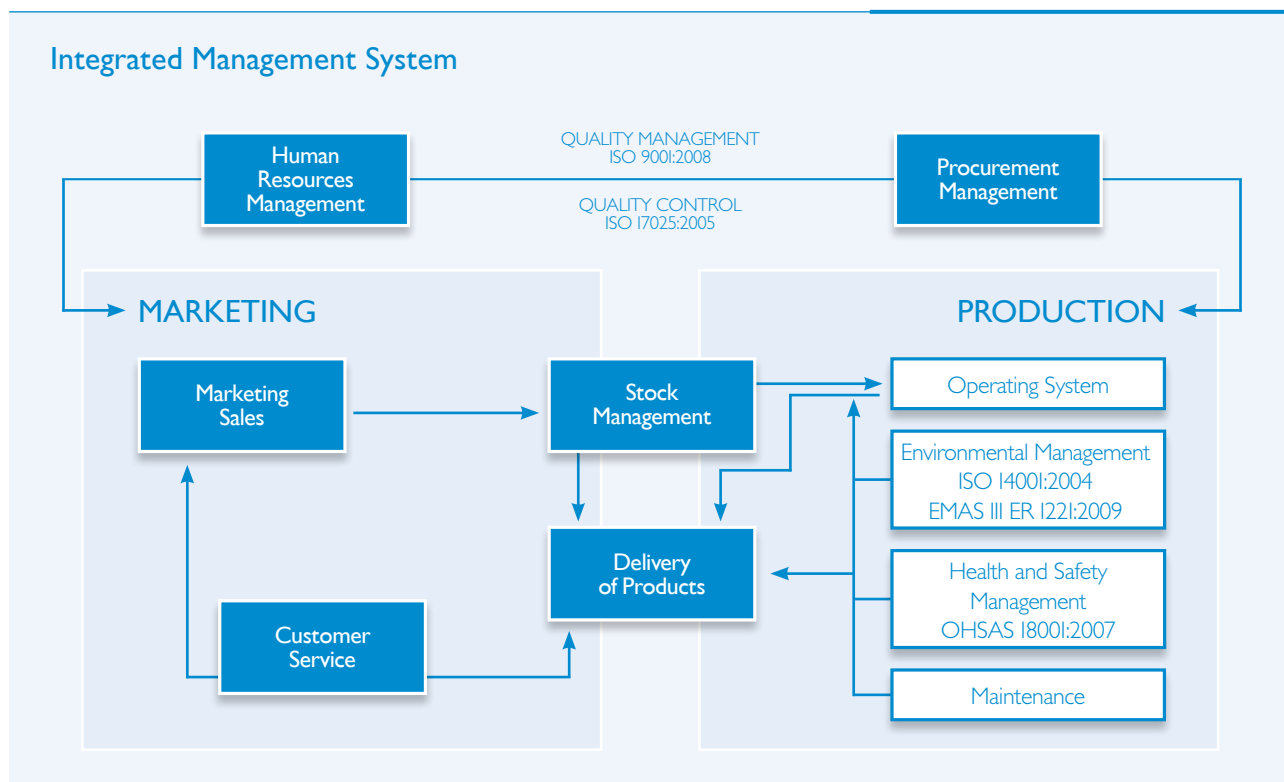 Integrated Management System
Human
Resources
Management
QUALITY MANAGEMENT
ISO 9001:2008
QUALITY CONTROL
ISO 17025:2005
Procurement
Management
MARKETING
PRODUCTION
Marketing
Sales
Stock
Management
Operating System
Environmental Management
ISO 14001:2004
EMAS III ER 1221:2009
Delivery
of Products
Health and Safety
Management
OHSAS 18001:2007
Customer
Service
Maintenance